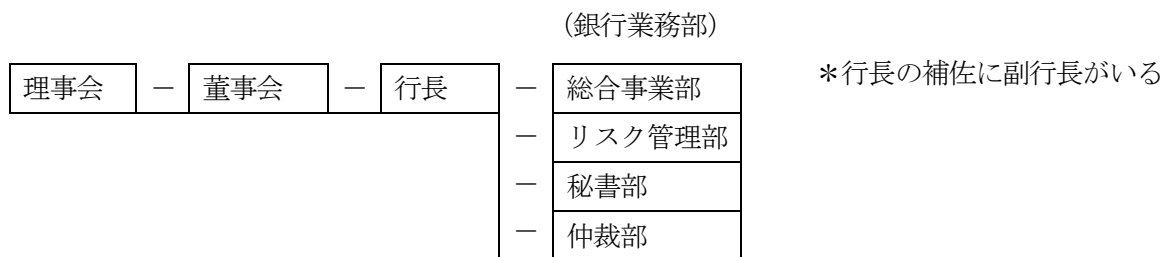 （銀行業務部）
理事会 － 董事会 － 行長 － 総合事業部 ＊行長の補佐に副行長がいる
－ リスク管理部
－ 秘書部
－ 仲裁部